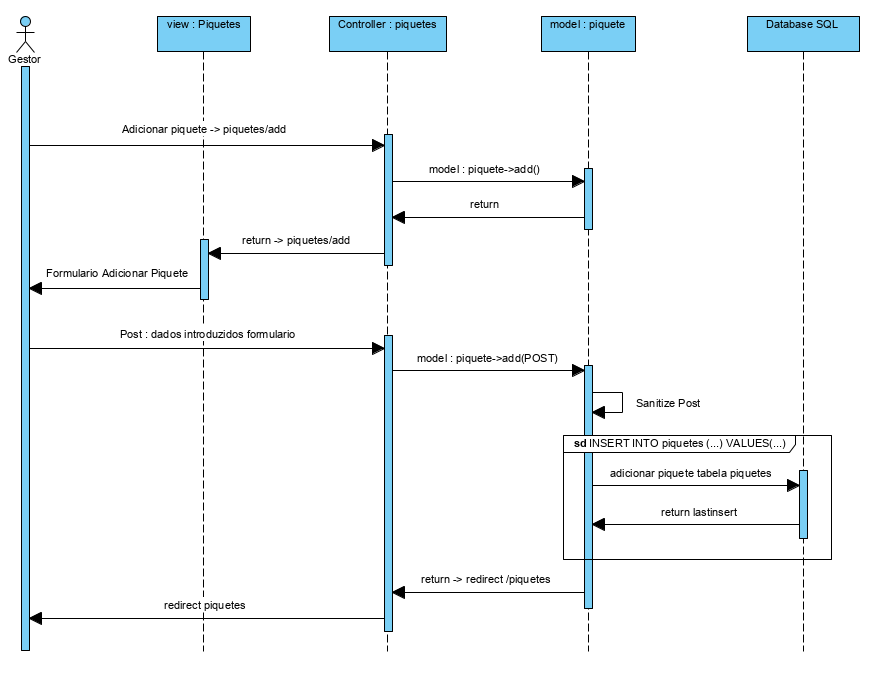 view : Piquetes
Controller : piquetes
model : piquete
Database SQL
Gestor
Adicionar piquete -> piquetes/add
model : piquete->add()
return
return -> piquetes/add
Formulario Adicionar Piquete
Post : dados introduzidos formulario
model : piquete->add(POST)
Sanitize Post
sd INSERT INTO piquetes (...) VALUES(...)
adicionar piquete tabela piquetes
return lastinsert
return -> redirect /piquetes
redirect piquetes